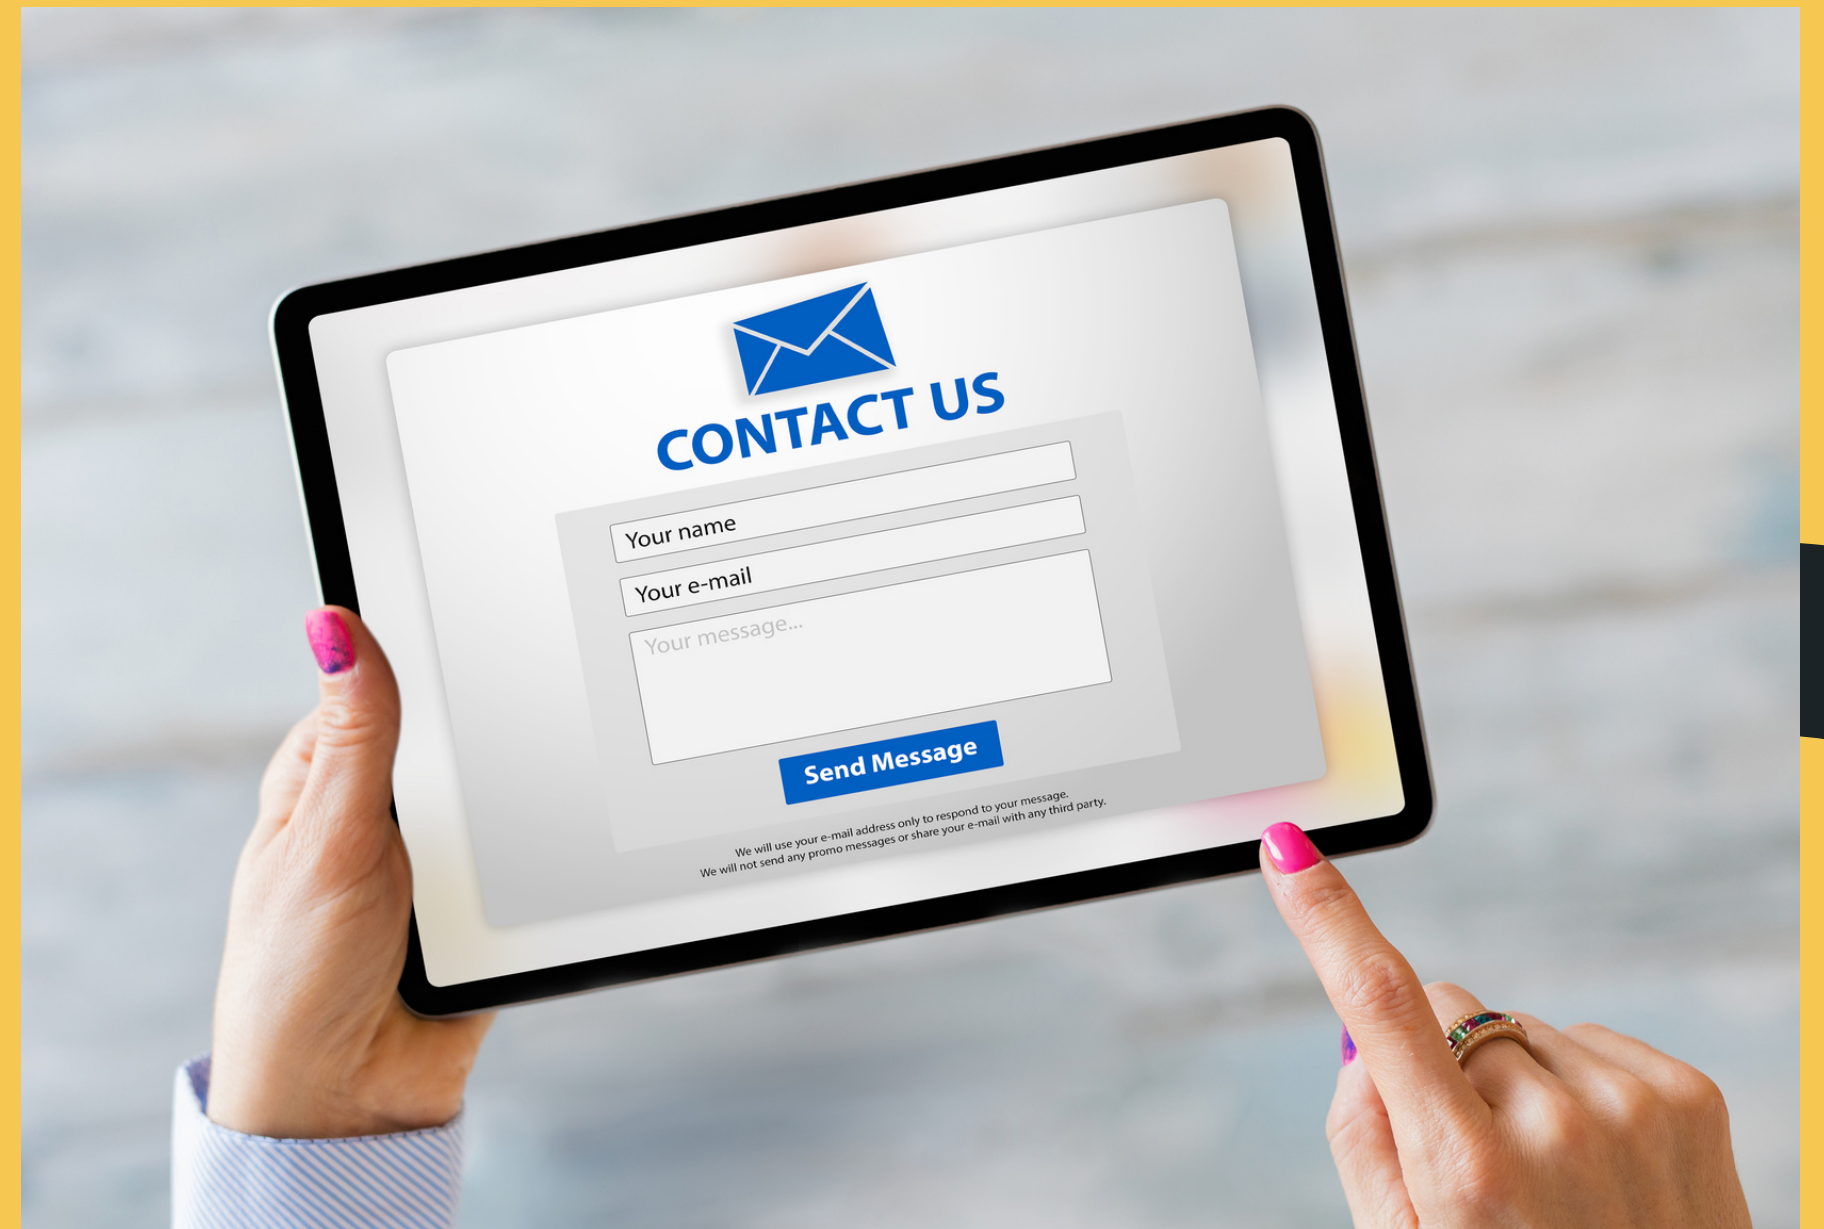 CONTACT US
Your name
Your e-mail
Your message...
Send Message
We will use your e-mail address only to respond to your message.
We will not send any promo messages or share your e-mail with any third party.